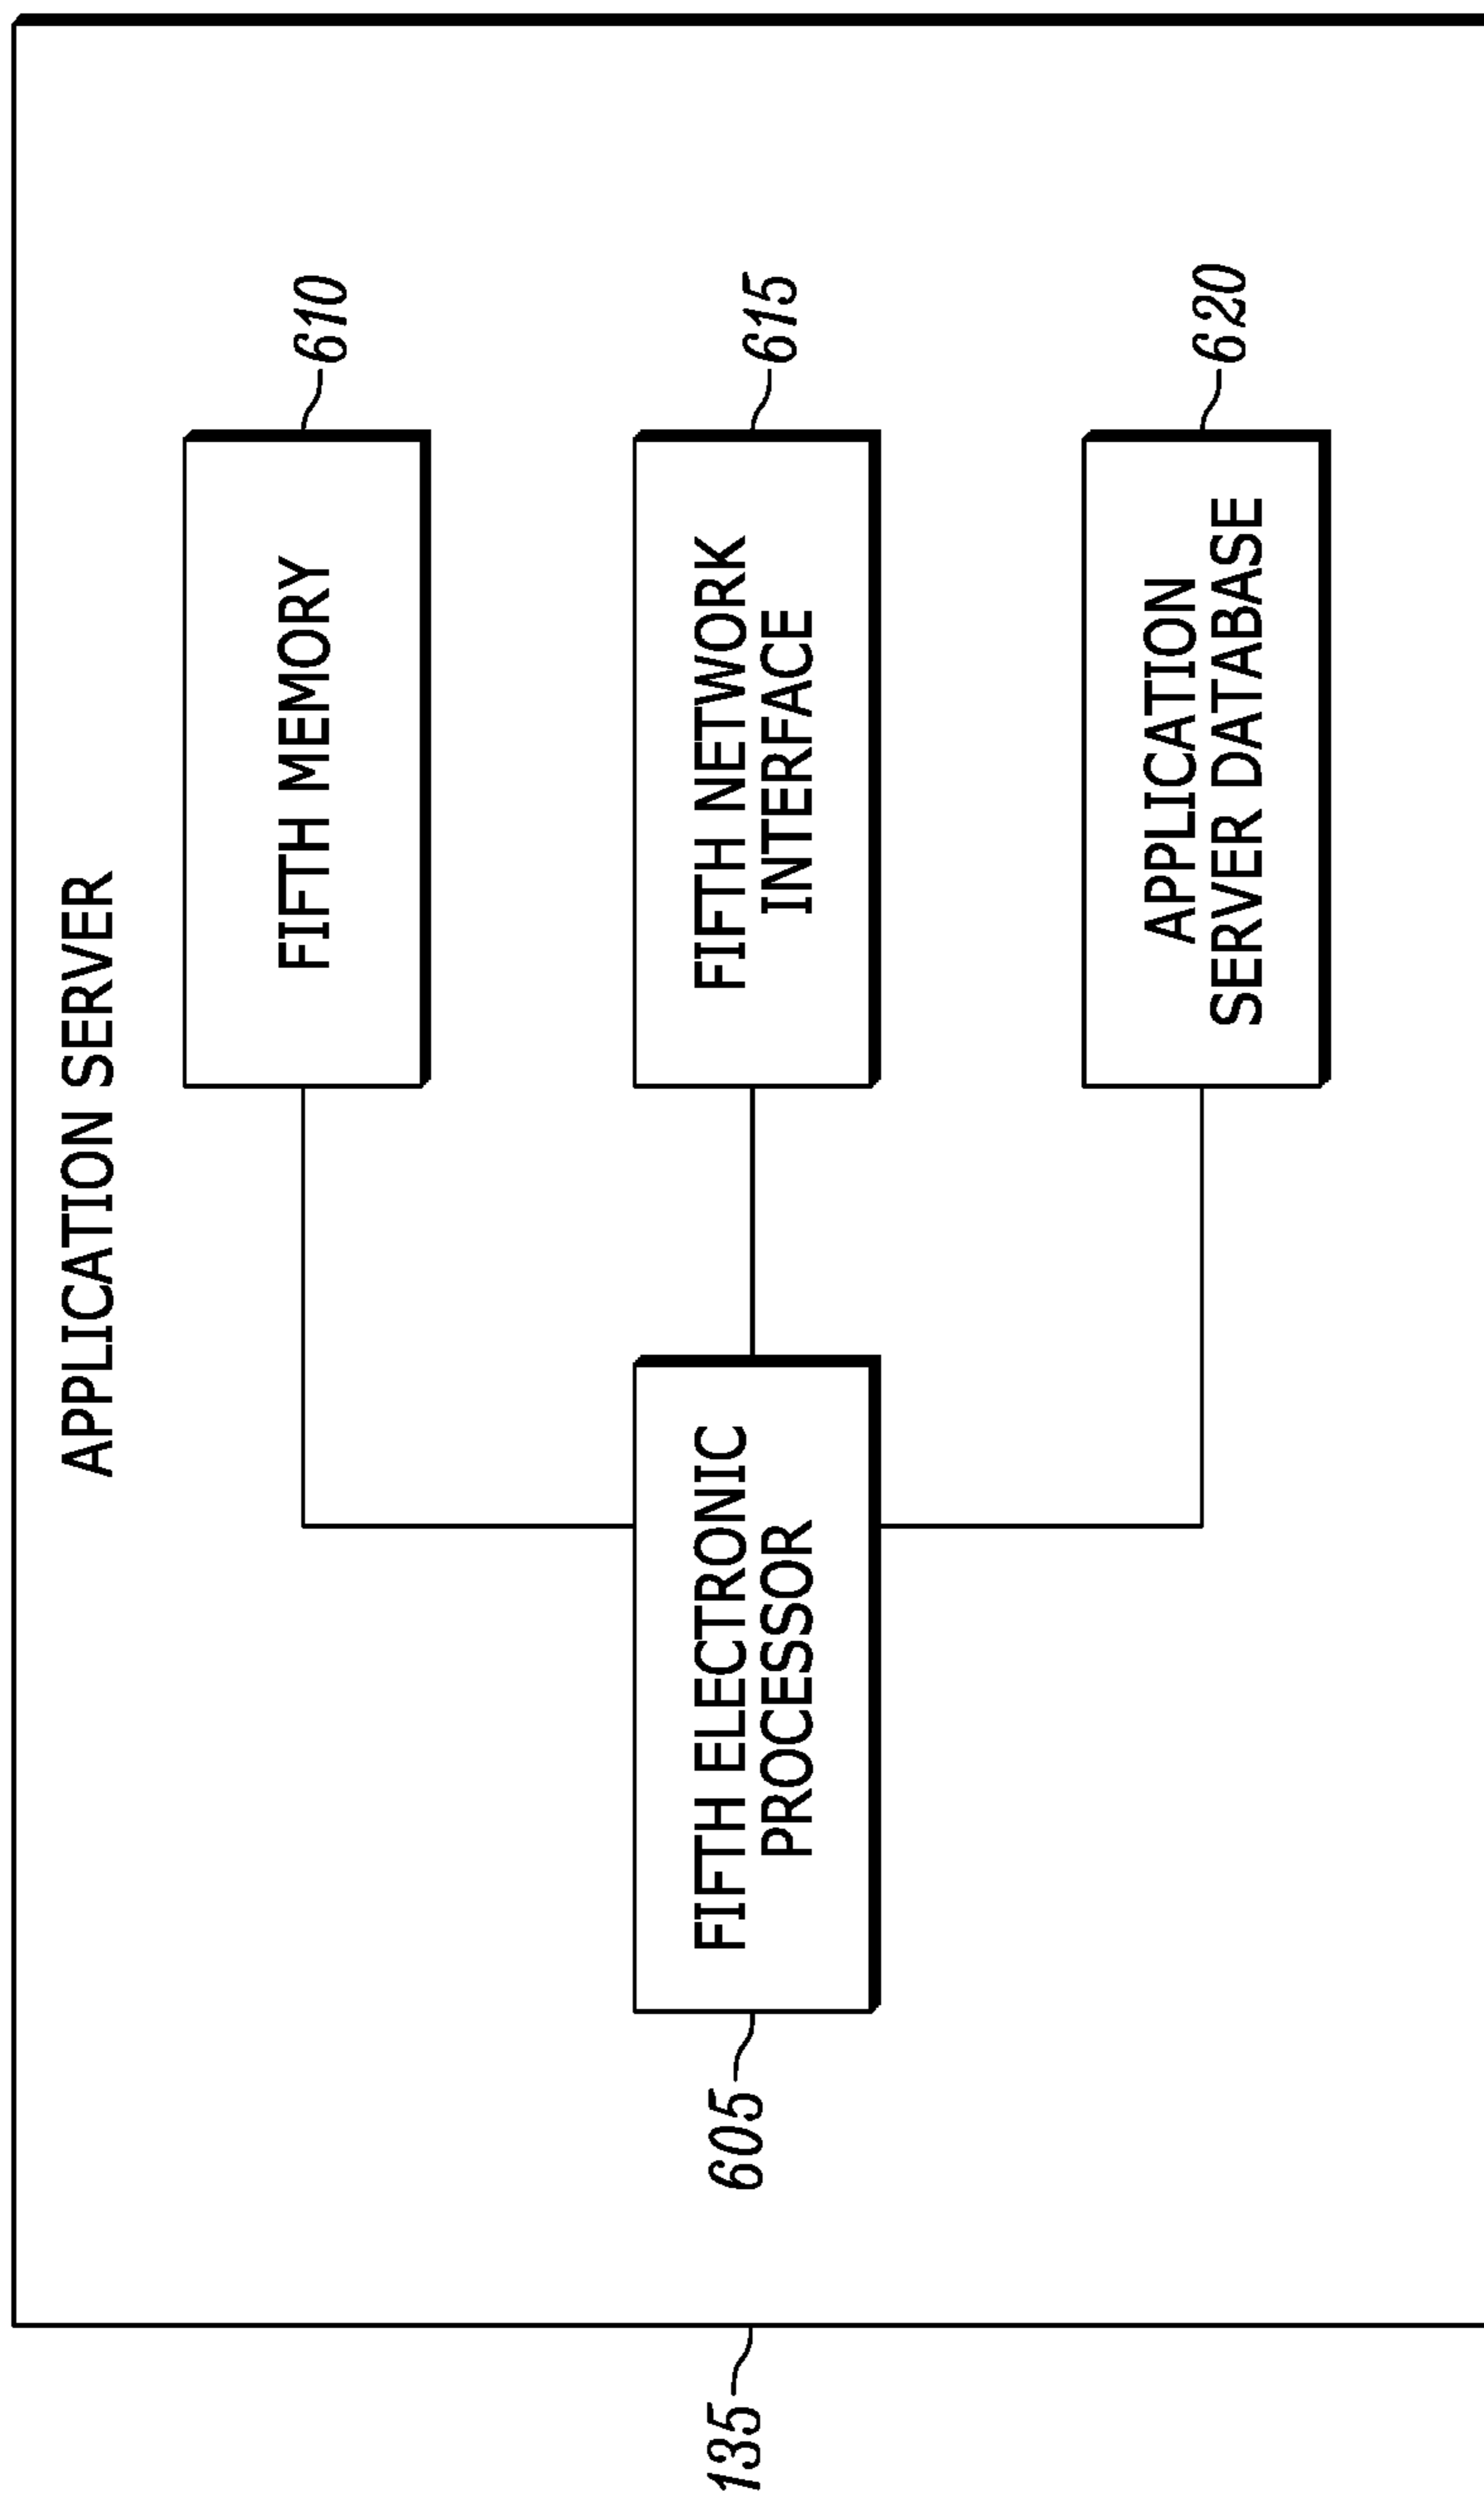 APPLICATION SERVER
FIFTH MEMORY
610
FIFTH ELECTRONIC
PROCESSOR
605
FIFTH NETWORK
INTERFACE
615
APPLICATION
SERVER DATABASE
620
135